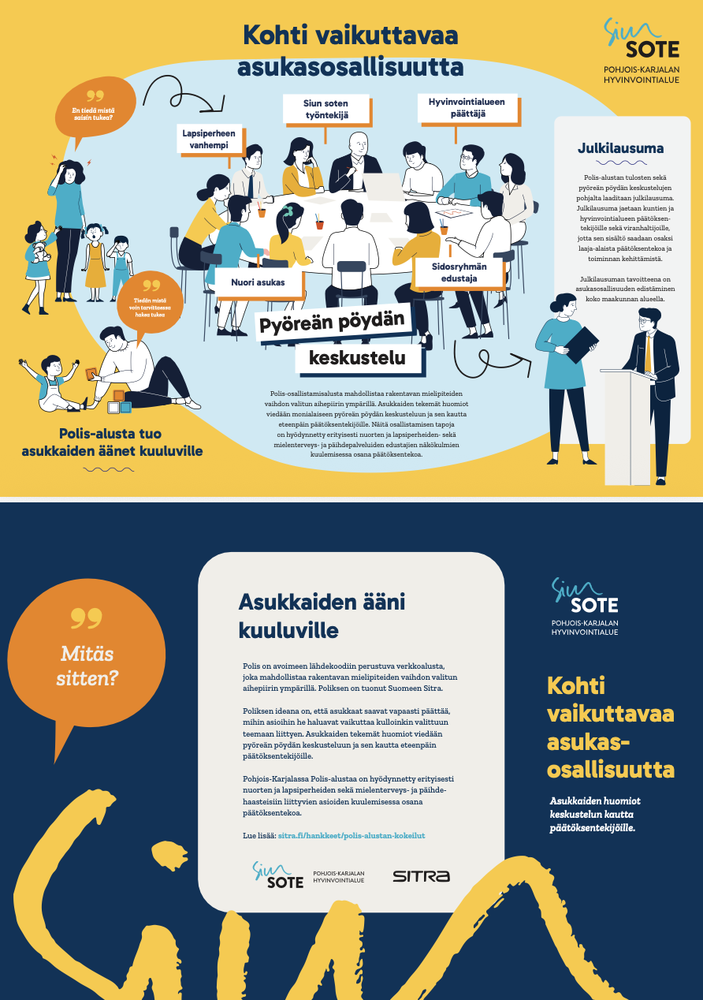 Kohti vaikuttavaa
asukasosallisuutta
Siun
SOTE
POHJOIS-KARJALAN
HYVINVOINTIALUE
En tiedä mistä
saisin tukea?
Lapsiperheen
vanhempi
Siun soten
työntekijä
Hyvinvointialueen
päättäjä
Nuori asukas
Sidosryhmän
edustaja
Tiedän mistä
voin tarvittaessa
hakea tukea
Polis-alusta tuo
asukkaiden äänet kuuluville
Pyöreän pöydän
keskustelu
Polis-osallistamisalusta mahdollistaa rakentavan mielipiteiden
vaihdon valitun aihepiirin ympärillä. Asukkaiden tekemät huomiot
viedään monialaiseen pyöreän pöydän keskusteluun ja sen kautta
eteenpäin päätöksentekijöille. Näitä osallistamisen tapoja
on hyödynnetty erityisesti nuorten ja lapsiperheiden- sekä
mielenterveys- ja päihdepalveluiden edustajien näkökulmien
kuulemisessa osana päätöksentekoa.
Julkilausuma
Polis-alustan tulosten sekä
pyöreän pöydän keskustelujen
pohjalta laaditaan julkilausuma.
Julkilausuma jaetaan kuntien ja
hyvinvointialueen päätöksen-
tekijöille sekä viranhaltijoille,
jotta sen sisältö saadaan osaksi
laaja-alaista päätöksentekoa ja
toiminnan kehittämistä.
Julkilausuman tavoitteena on
asukasosallisuuden edistäminen
koko maakunnan alueella.
Mitäs
sitten?
Asukkaiden ääni
kuuluville
Polis on avoimeen lähdekoodiin perustuva verkkoalusta,
joka mahdollistaa rakentavan mielipiteiden vaihdon valitun
aihepiirin ympärillä. Poliksen on tuonut Suomeen Sitra.
Poliksen ideana on, että asukkaat saavat vapaasti päättää,
mihin asioihin he haluavat vaikuttaa kulloinkin valittuun
teemaan liittyen. Asukkaiden tekemät huomiot viedään
pyöreän pöydän keskusteluun ja sen kautta eteenpäin
päätöksentekijöille.
Pohjois-Karjalassa Polis-alustaa on hyödynnetty erityisesti
nuorten ja lapsiperheiden sekä mielenterveys- ja päihde-
haasteisiin liittyvien asioiden kuulemisessa osana
päätöksentekoa.
Lue lisää: sitra.fi/hankkeet/polis-alustan-kokeilut
Siun
SOTE
POHJOIS-KARJALAN
HYVINVOINTIALUE
SITRA
Siun
SOTE
POHJOIS-KARJALAN
HYVINVOINTIALUE
Kohti
vaikuttavaa
asukas-
osallisuutta
Asukkaiden huomiot
keskustelun kautta
päätöksentekijöille.
Siun